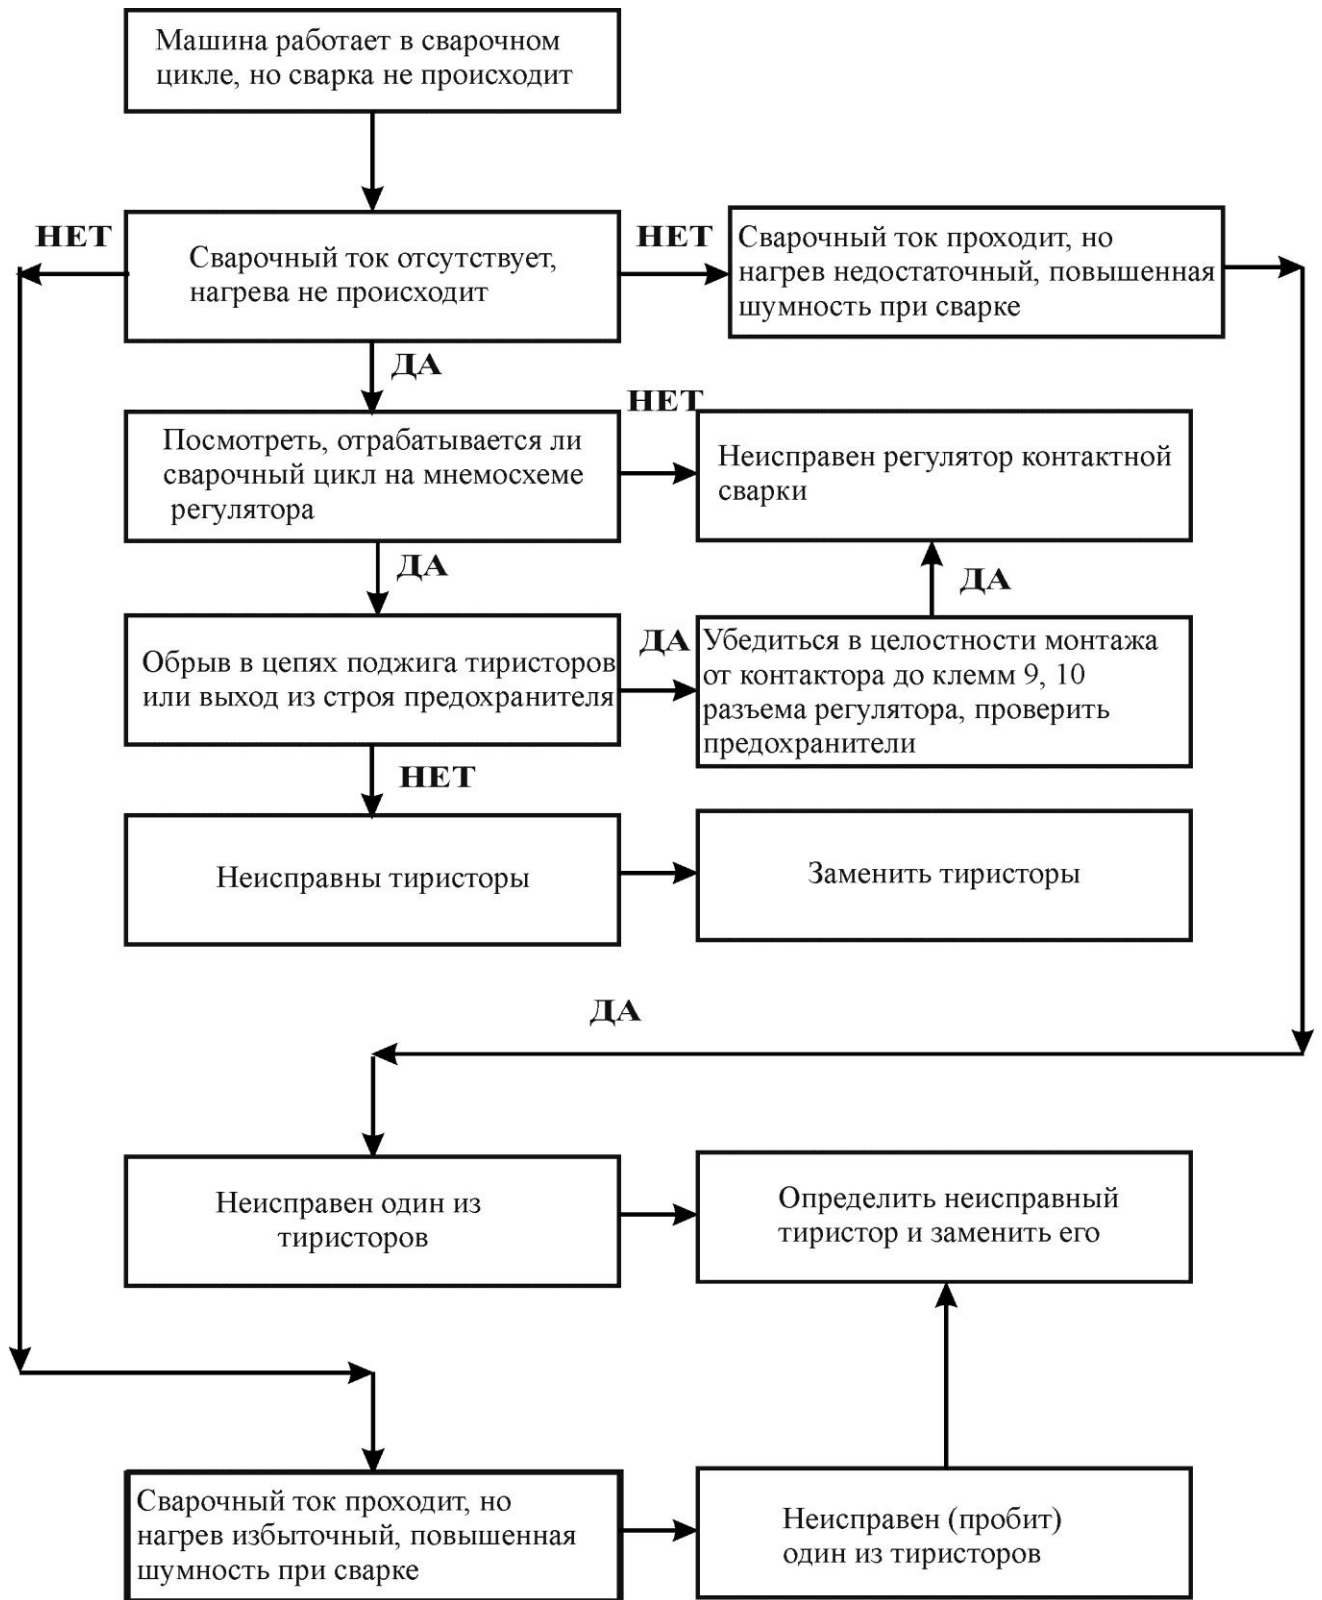 Машина работает в сварочном
цикле, но сварка не происходит
НЕТ
Сварочный ток отсутствует,
нагрева не происходит
НЕТ
Сварочный ток проходит, но
нагрев недостаточный, повышенная
шумность при сварке
ДА
Посмотреть, отрабатывается ли
сварочный цикл на мнемосхеме
регулятора
НЕТ
Неисправен регулятор контактной
сварки
ДА
ДА
Обрыв в цепях поджига тиристоров
или выход из строя предохранителя
ДА
Убедиться в целостности монтажа
от контактора до клемм 9, 10
разъема регулятора, проверить
предохранители
НЕТ
Неисправны тиристоры
Заменить тиристоры
ДА
Неисправен один из
тиристоров
Определить неисправный
тиристор и заменить его
Сварочный ток проходит, но
нагрев избыточный, повышенная
шумность при сварке
Неисправен (пробит)
один из тиристоров